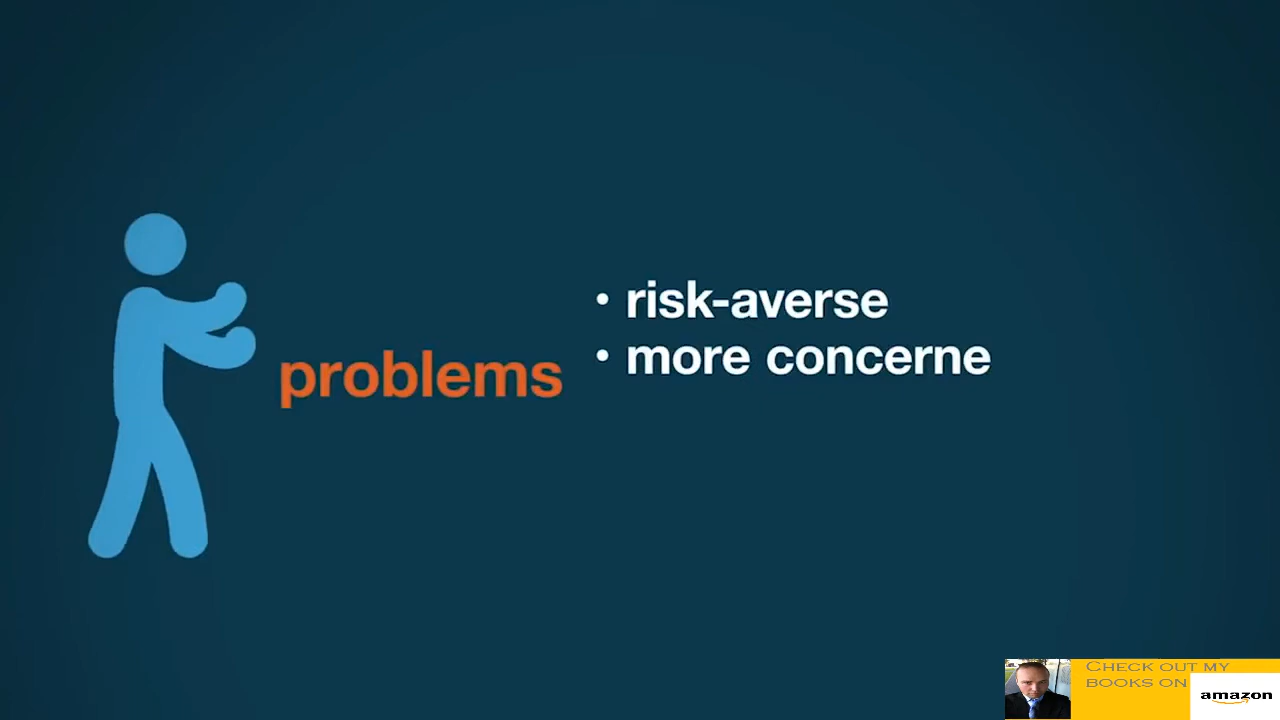 problems
• risk-averse
• more concerne
Check out my
books on
amazon